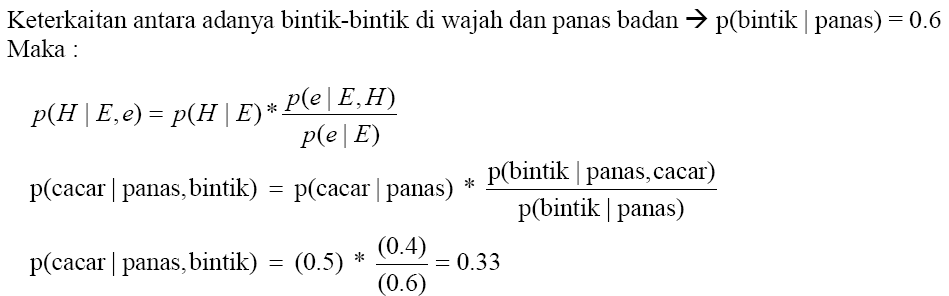 Keterkaitan antara adanya bintik-bintik di wajah dan panas badan → p(bintik | panas) = 0.6
Maka :
p(H | E, e) = p(H | E) * p(e | E, H) / p(e | E)
p(cacar | panas, bintik) = p(cacar | panas) * p(bintik | panas, cacar) / p(bintik | panas)
p(cacar | panas, bintik) = (0.5) * (0.4) / (0.6) = 0.33